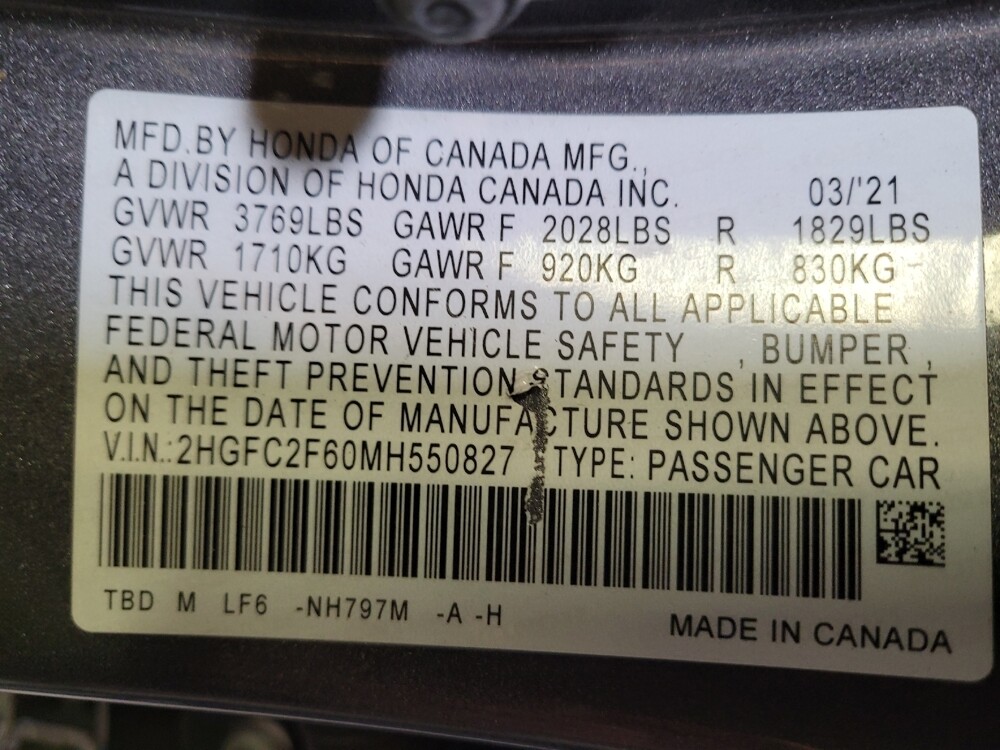 MFD.BY HONDA OF CANADA MFG.,
A DIVISION OF HONDA CANADA INC. 03/'21
GVWR 3769LBS GAWR F 2028LBS R 1829LBS
GVWR 1710KG GAWR F 920KG R 830KG
THIS VEHICLE CONFORMS TO ALL APPLICABLE
FEDERAL MOTOR VEHICLE SAFETY , BUMPER ,
AND THEFT PREVENTION STANDARDS IN EFFECT
ON THE DATE OF MANUFACTURE SHOWN ABOVE.
V.I.N.:2HGFC2F60MH550827 TYPE: PASSENGER CAR
TBD M LF6 -NH797M -A -H
MADE IN CANADA